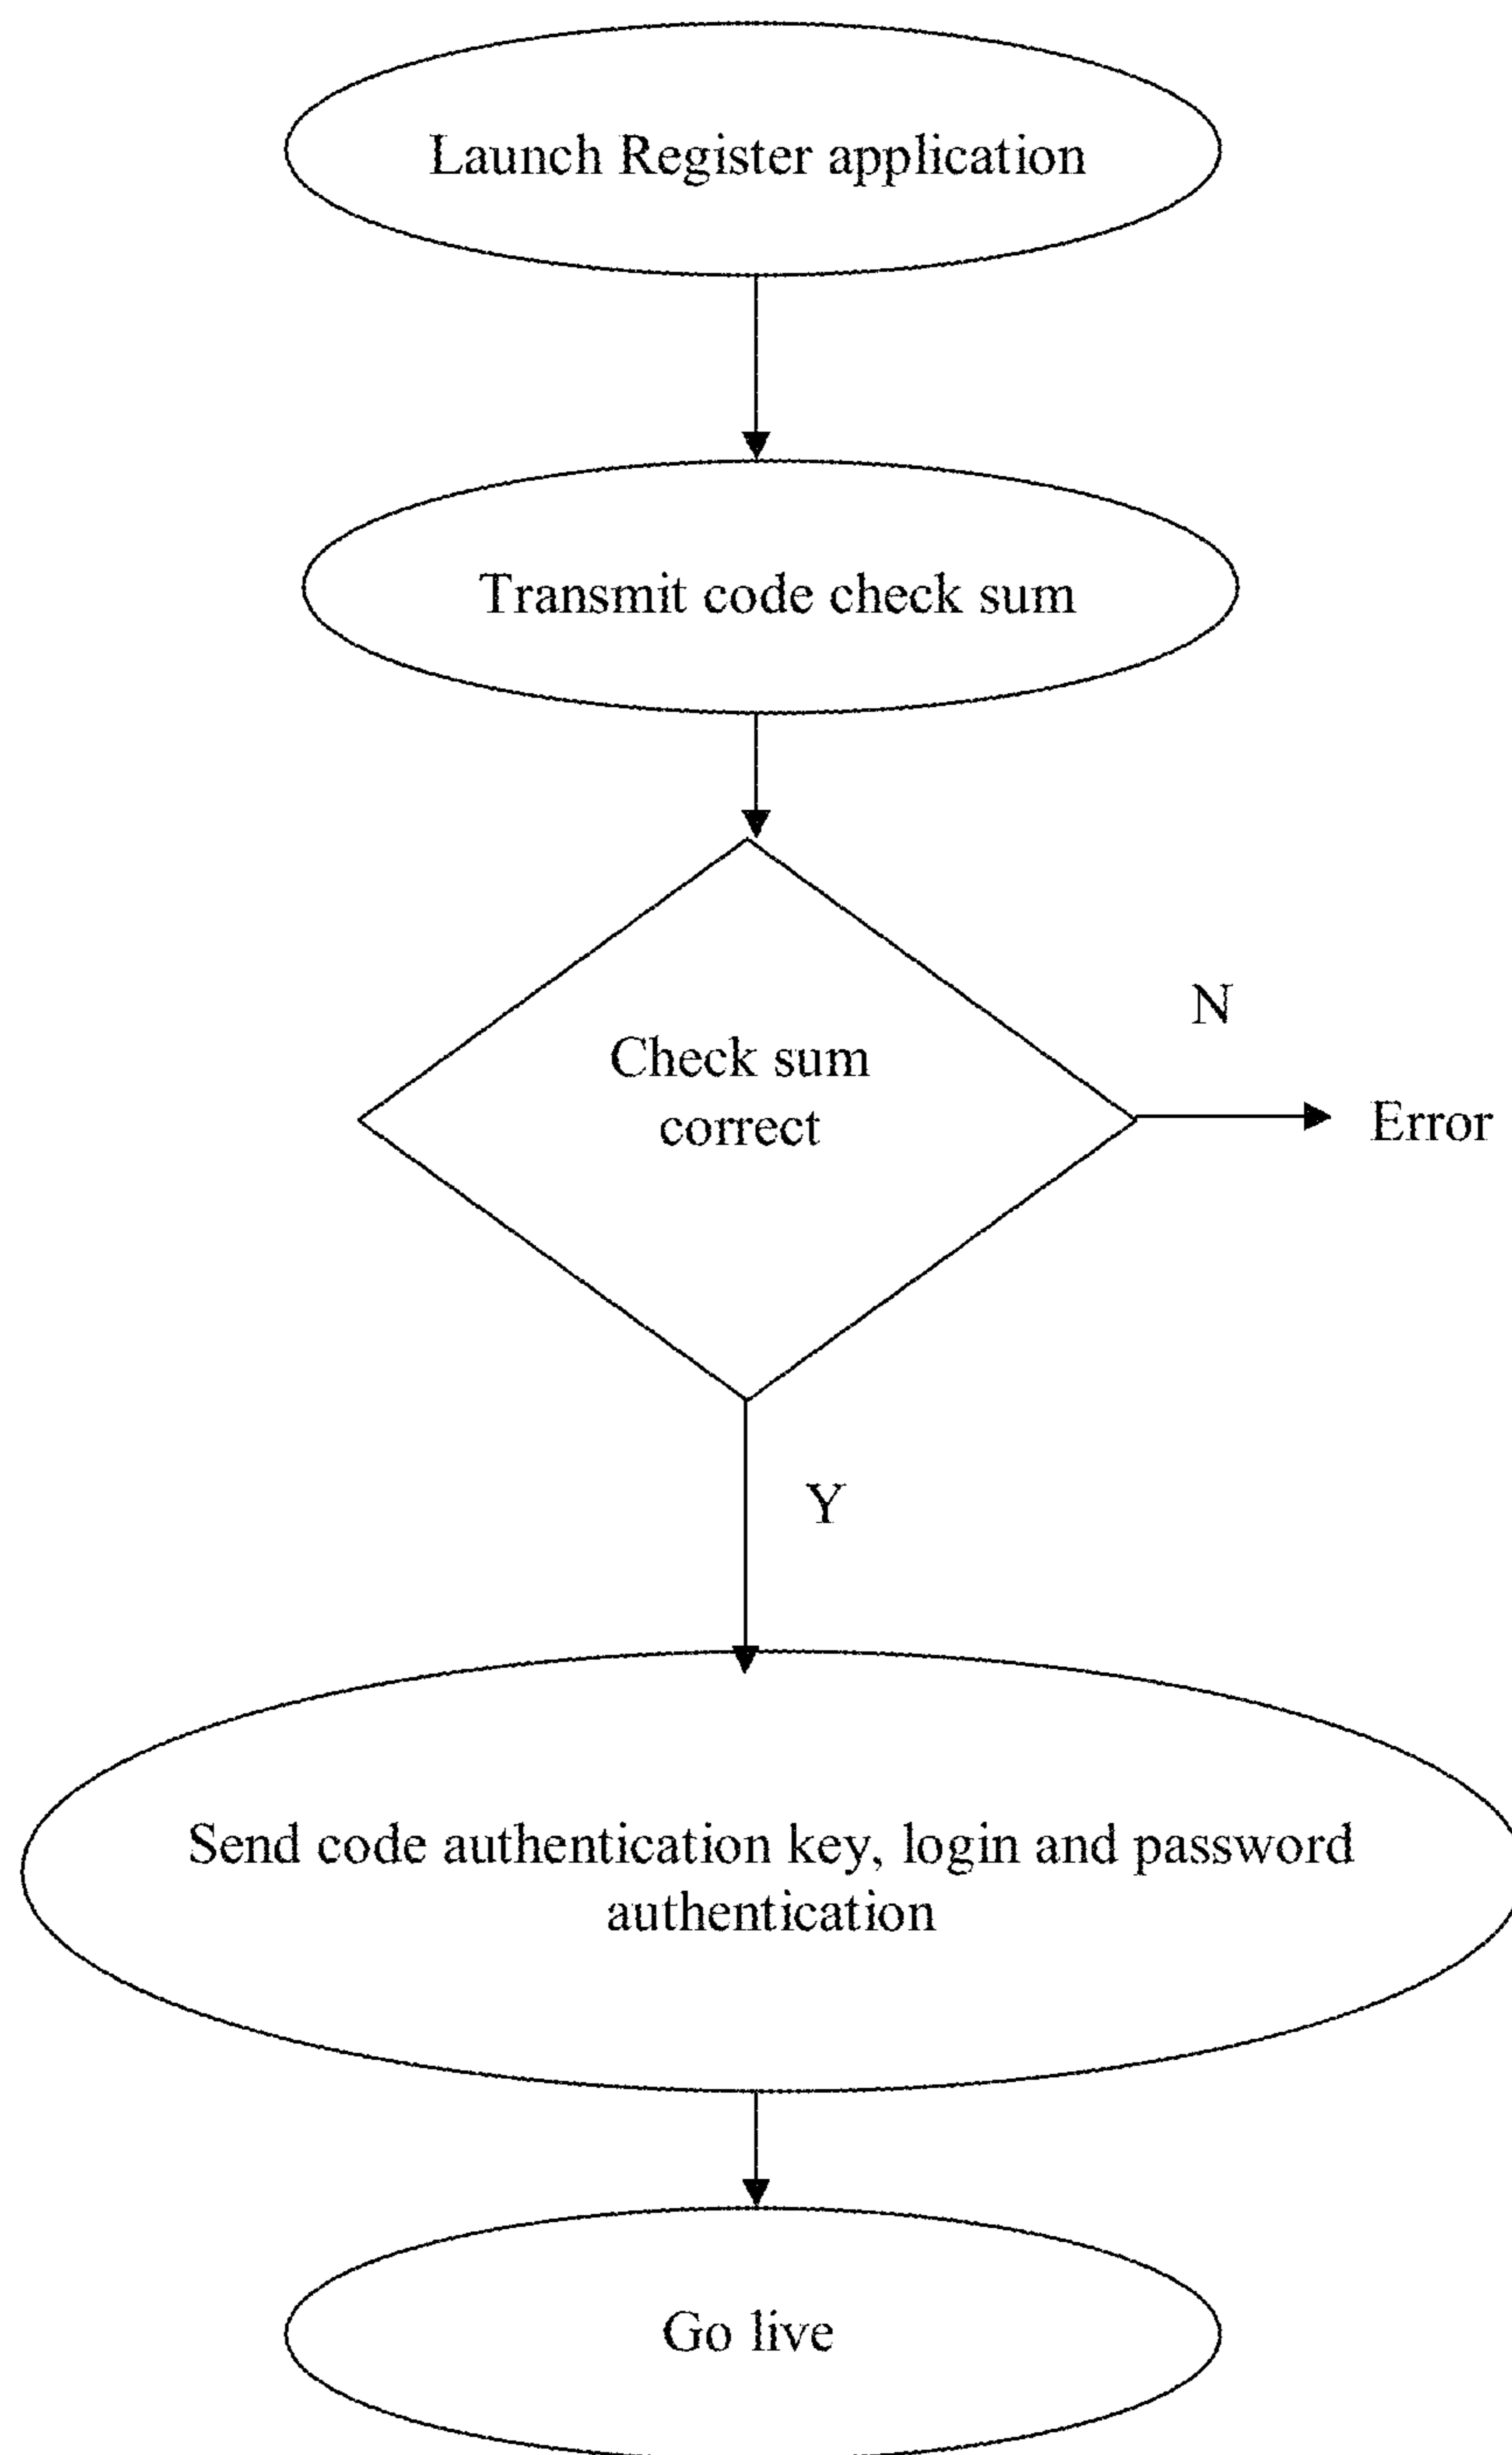 Launch Register application
Transmit code check sum
Check sum
correct
N
Error
Y
Send code authentication key, login and password
authentication
Go live